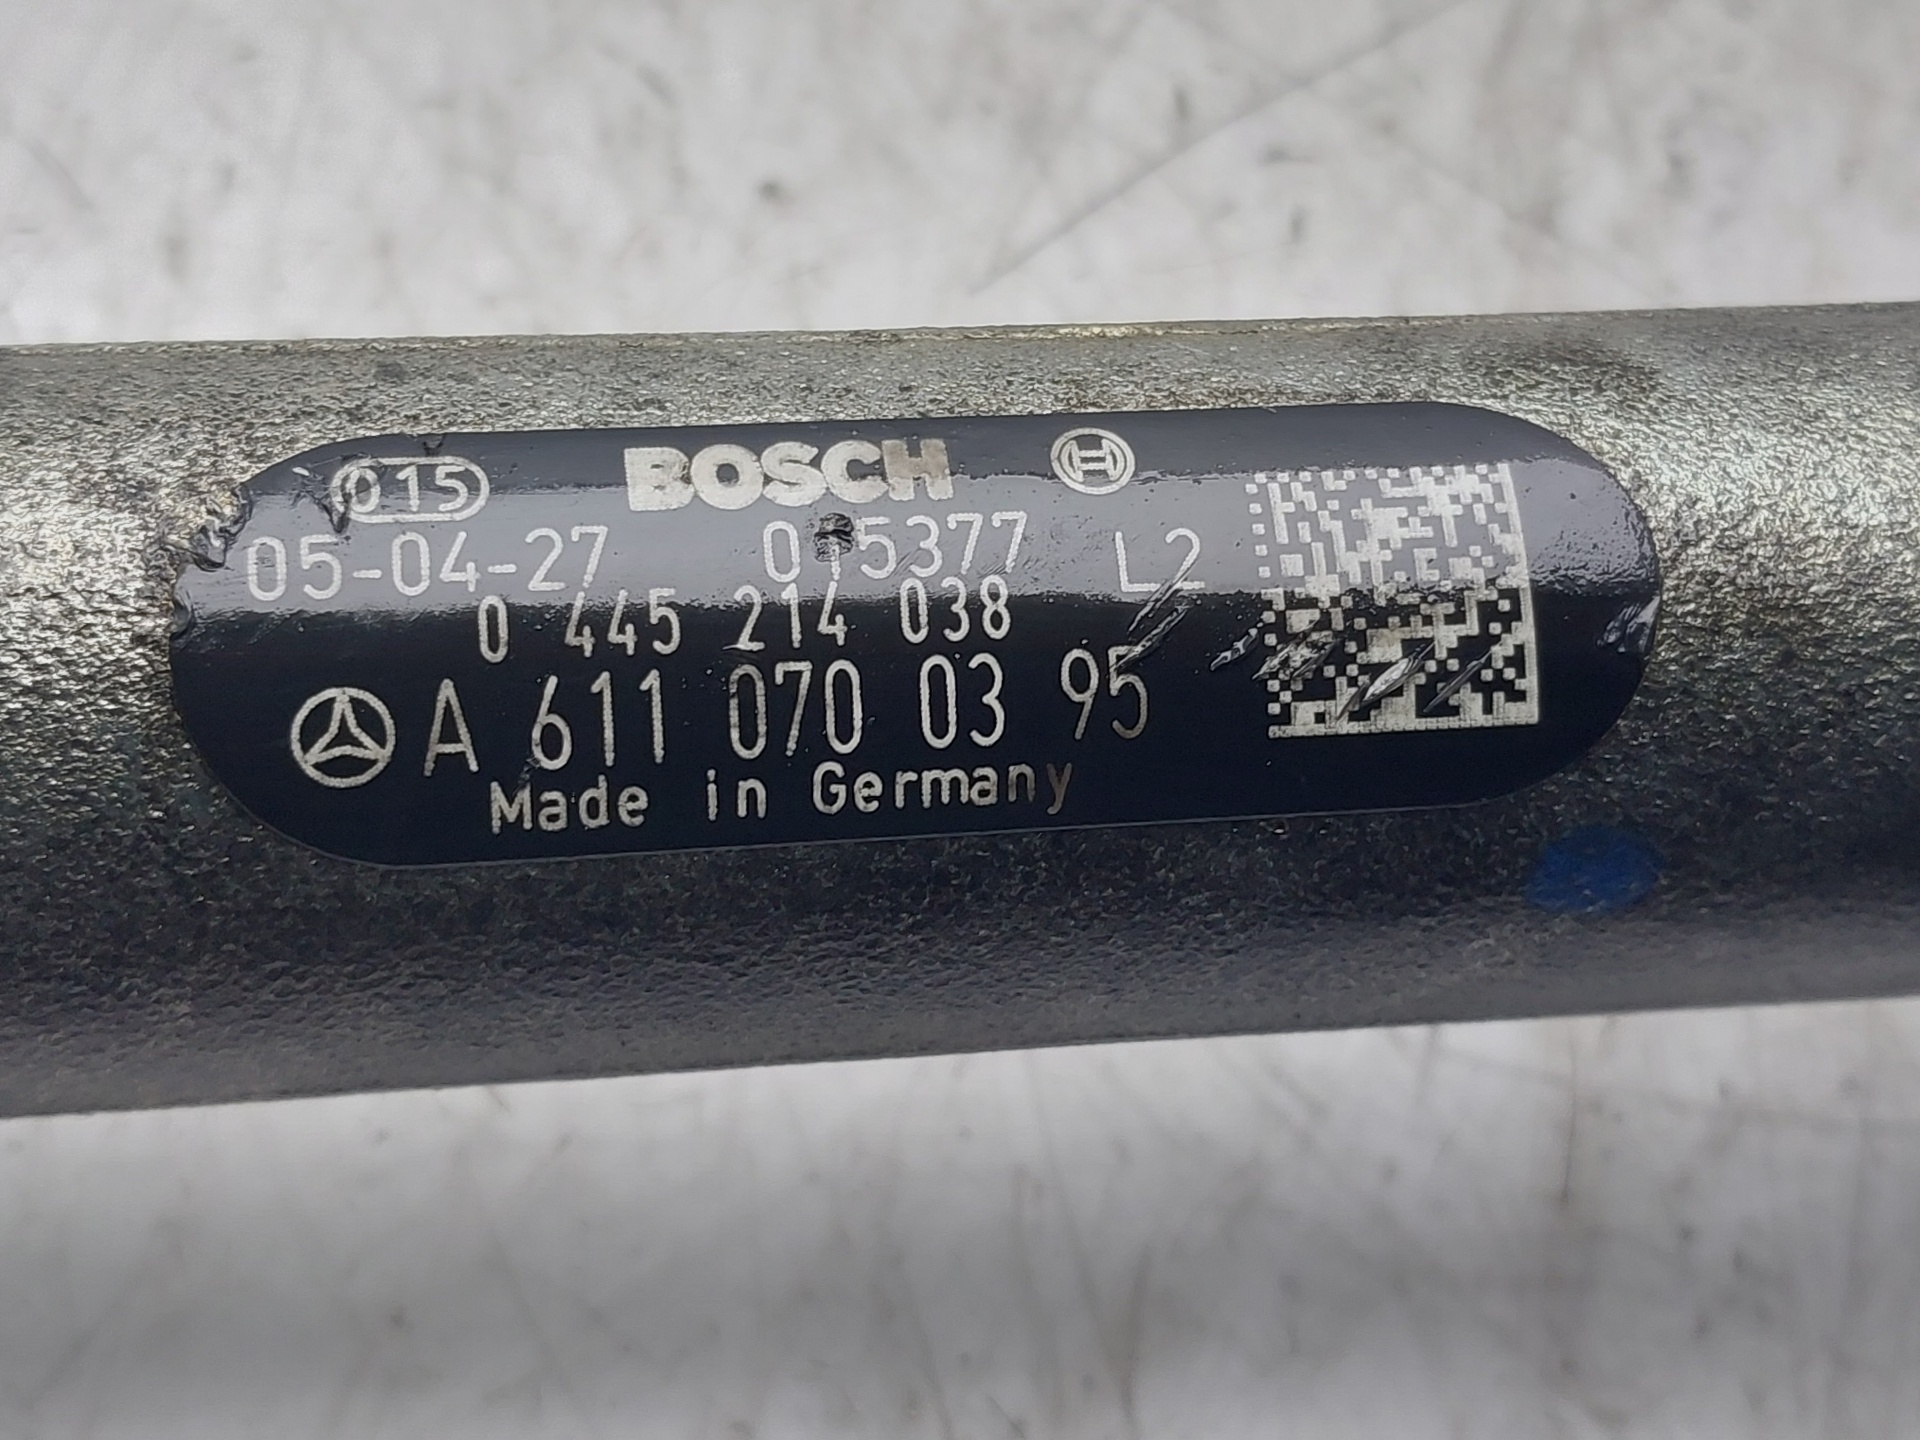 015 BOSCH
05-04-27 015377 L2
0 445 214 038
A 611 070 03 95
Made in Germany